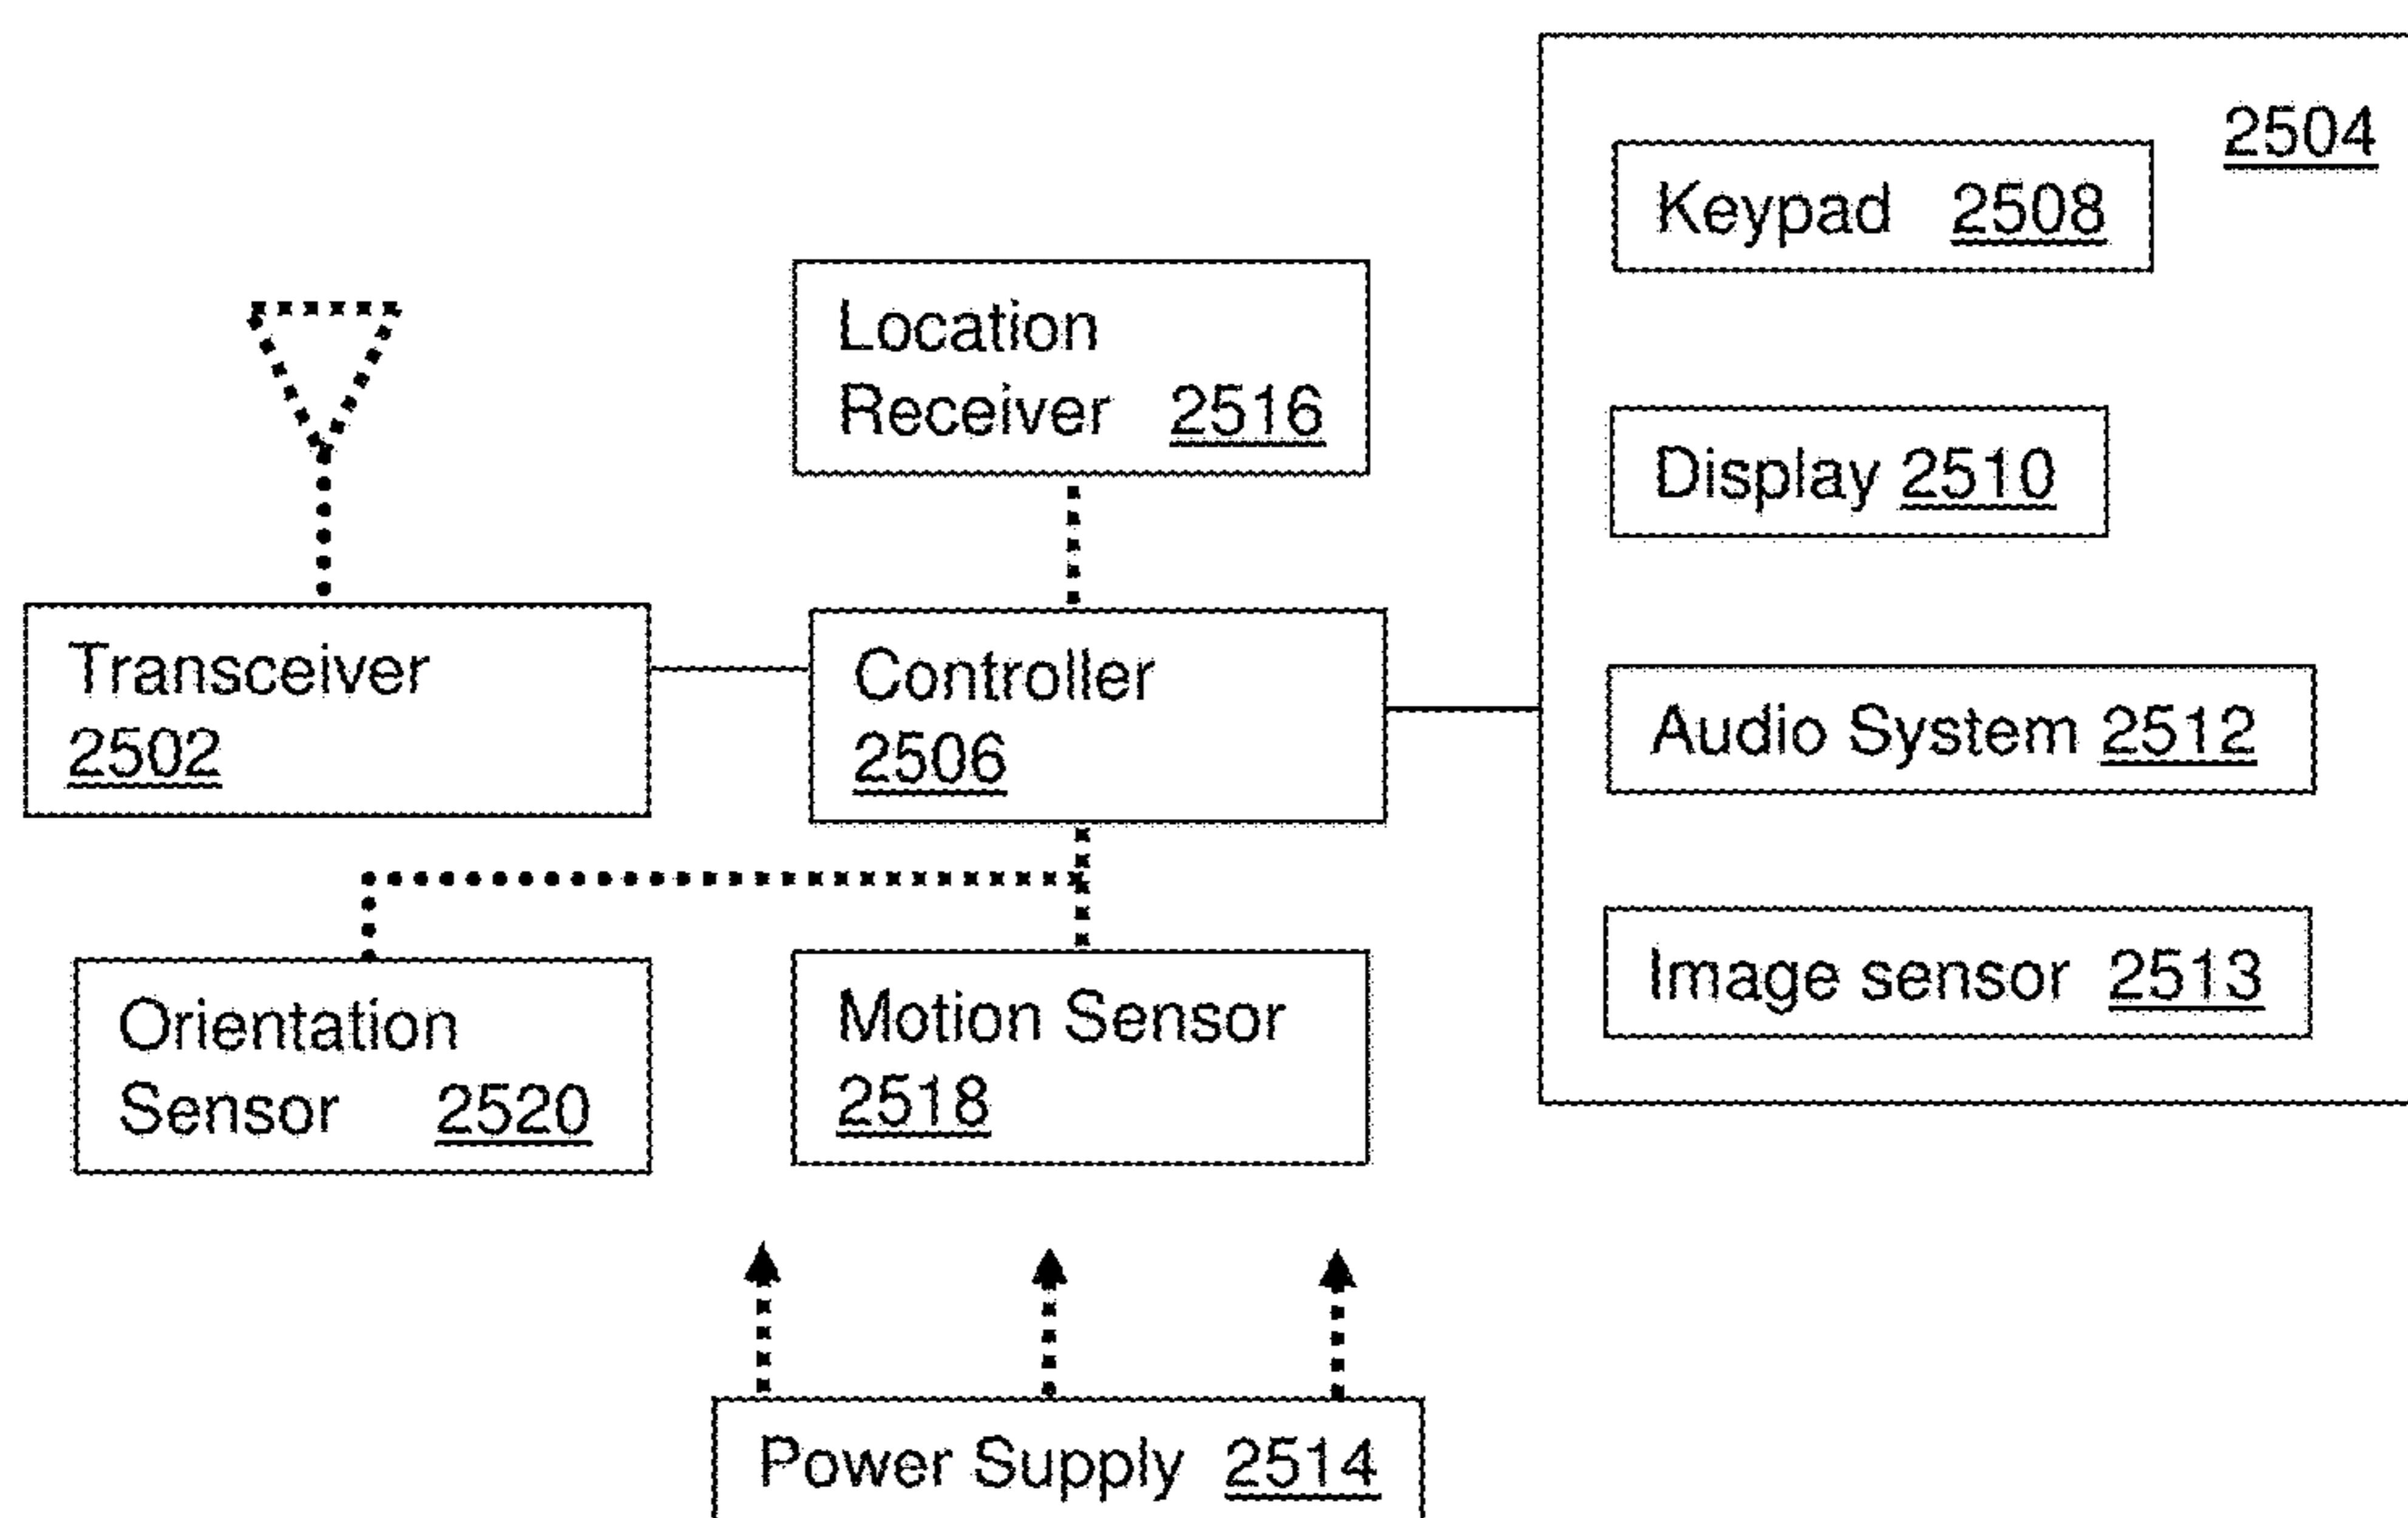 2504
Keypad 2508
Location
Receiver 2516
Display 2510
Transceiver
2502
Controller
2506
Audio System 2512
Image sensor 2513
Orientation
Sensor 2520
Motion Sensor
2518
Power Supply 2514